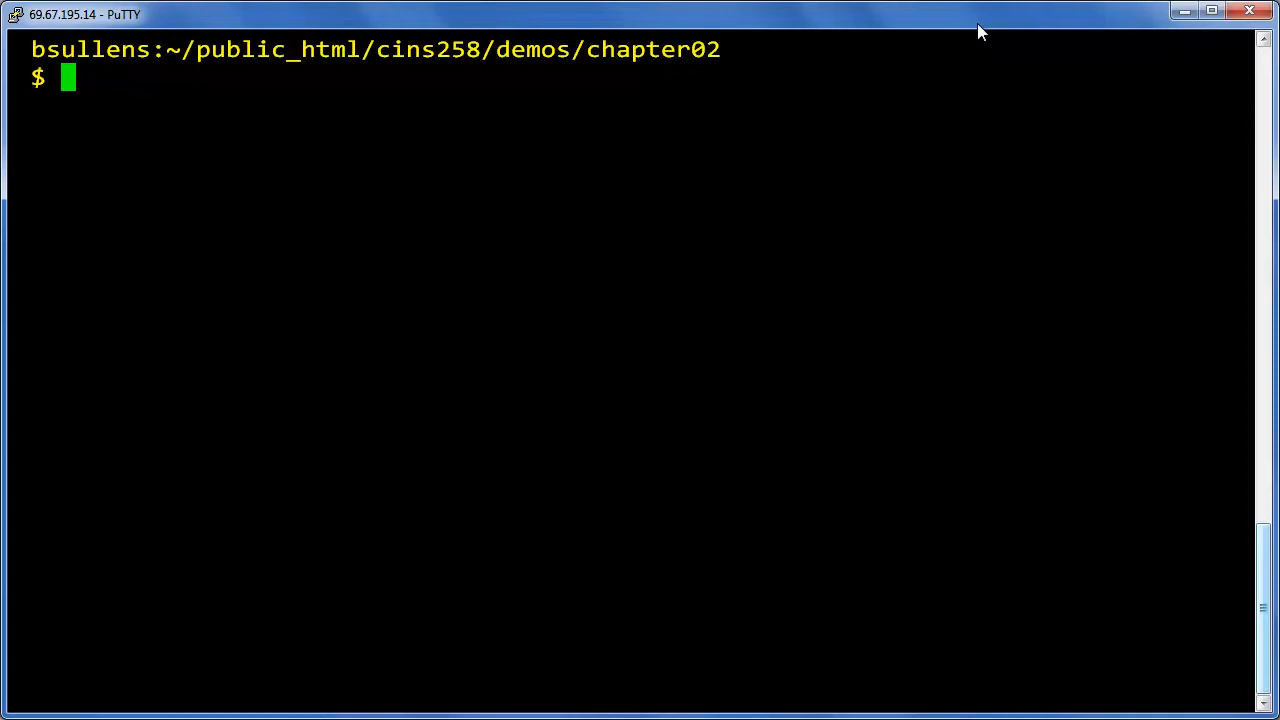 69.67.195.14 - PuTTY
bsullens:~/public_html/cins258/demos/chapter02
$